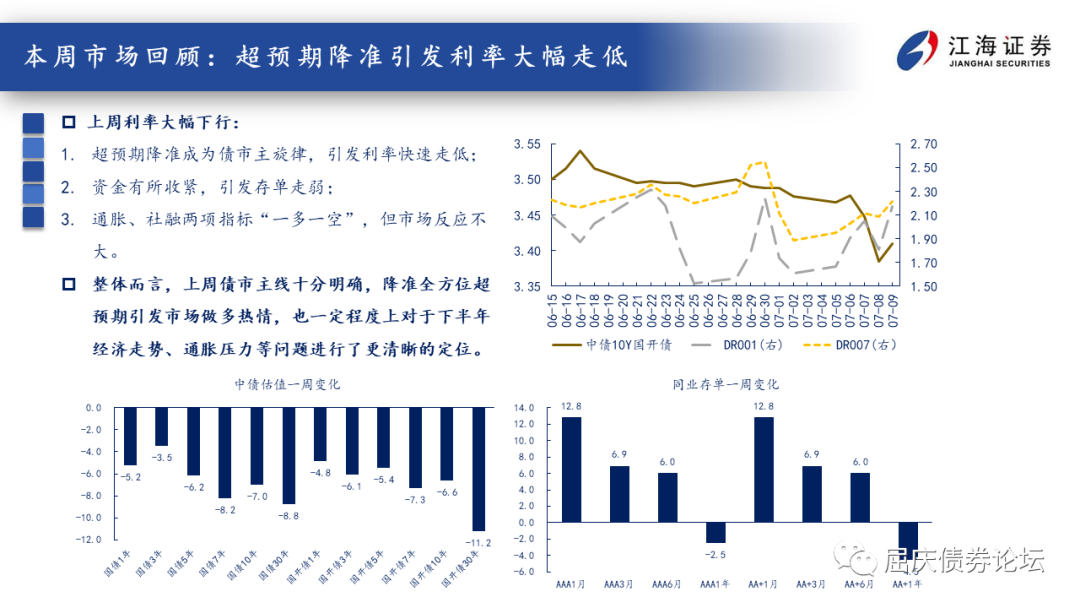 本周市场回顾：超预期降准引发利率大幅走低
江海证券
JIANGHAI SECURITIES
上周利率大幅下行：
1. 超预期降准成为债市主旋律，引发利率快速走低；
2. 资金有所收紧，引发存单走弱；
3. 通胀、社融两项指标“一多一空”，但市场反应不
大。
整体而言，上周债市主线十分明确，降准全方位超
预期引发市场做多热情，也一定程度上对于下半年
经济走势、通胀压力等问题进行了更清晰的定位。
3.55
3.50
3.45
3.40
3.35
2.70
2.50
2.30
2.10
1.90
1.70
1.50
06-15
06-16
06-17
06-18
06-19
06-20
06-21
06-22
06-23
06-24
06-25
06-26
06-27
06-28
06-29
06-30
07-01
07-02
07-03
07-04
07-05
07-06
07-07
07-08
07-09
中债10Y国开债 DR001(右) DR007(右)
中债估值一周变化
0.0
-2.0
-4.0
-6.0
-8.0
-10.0
-12.0
-5.2
-3.5
-6.2
-8.2
-7.0
-8.8
-4.8
-6.1
-5.4
-7.3
-6.6
-11.2
国债1年
国债3年
国债5年
国债7年
国债10年
国债30年
国开债1年
国开债3年
国开债5年
国开债7年
国开债10年
国开债30年
同业存单一周变化
14.0
12.0
10.0
8.0
6.0
4.0
2.0
0.0
-2.0
-4.0
-6.0
12.8
6.9
6.0
-2.5
12.8
6.9
6.0
AAA1月
AAA3月
AAA6月
AAA1年
AA+1月
AA+3月
AA+6月
AA+1年
屈庆债券论坛